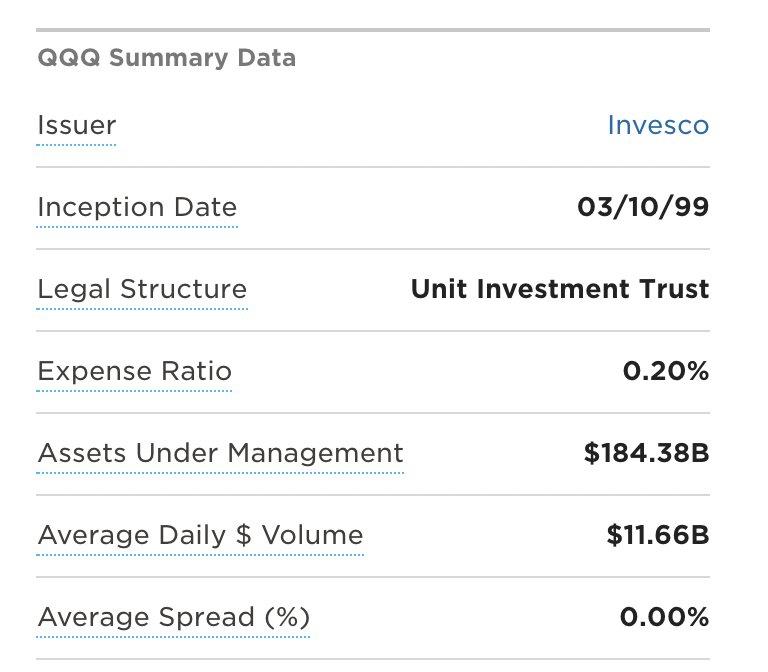 QQQ Summary Data
Issuer Invesco
Inception Date 03/10/99
Legal Structure Unit Investment Trust
Expense Ratio 0.20%
Assets Under Management $184.38B
Average Daily $ Volume $11.66B
Average Spread (%) 0.00%